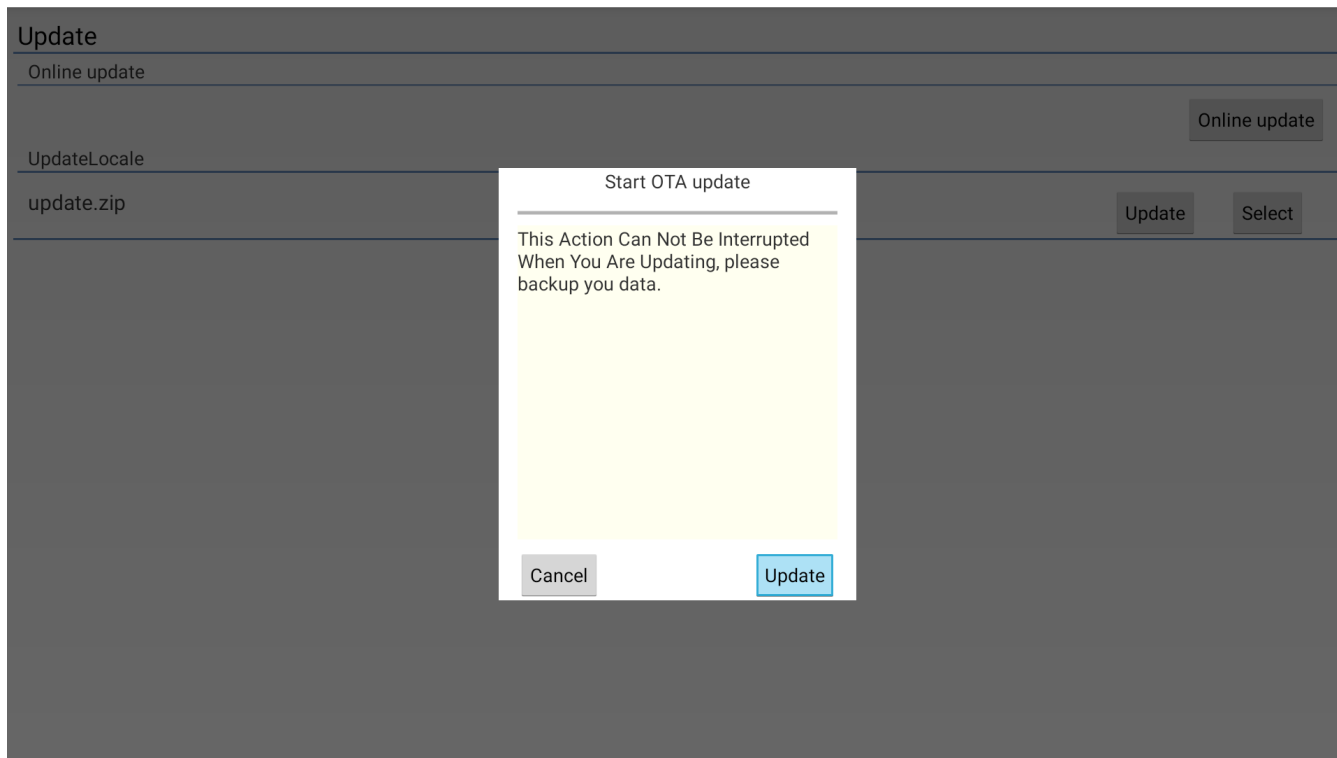 Update
Online update
Online update
UpdateLocale
update.zip
Update Select
Start OTA update
This Action Can Not Be Interrupted
When You Are Updating, please
backup you data.
Cancel Update